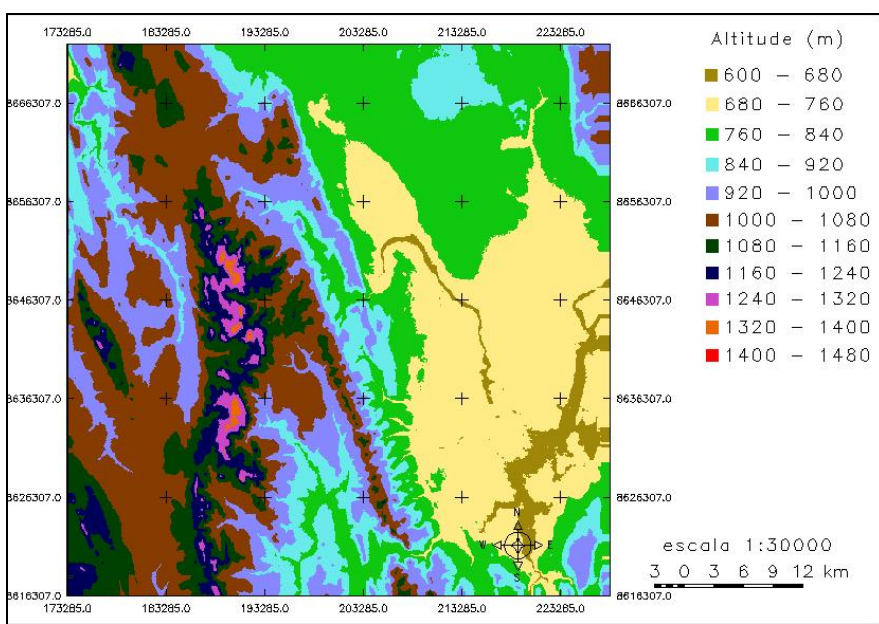 173285.0 183285.0 193285.0 203285.0 213285.0 223285.0
Altitude (m)
600 – 680
680 – 760
760 – 840
840 – 920
920 – 1000
1000 – 1080
1080 – 1160
1160 – 1240
1240 – 1320
1320 – 1400
1400 – 1480
8666307.0 8666307.0
8656307.0 8656307.0
8646307.0 8646307.0
8636307.0 8636307.0
8626307.0 8626307.0
N
W E
S
escala 1:30000
3 0 3 6 9 12 km
8616307.0 8616307.0
173285.0 183285.0 193285.0 203285.0 213285.0 223285.0